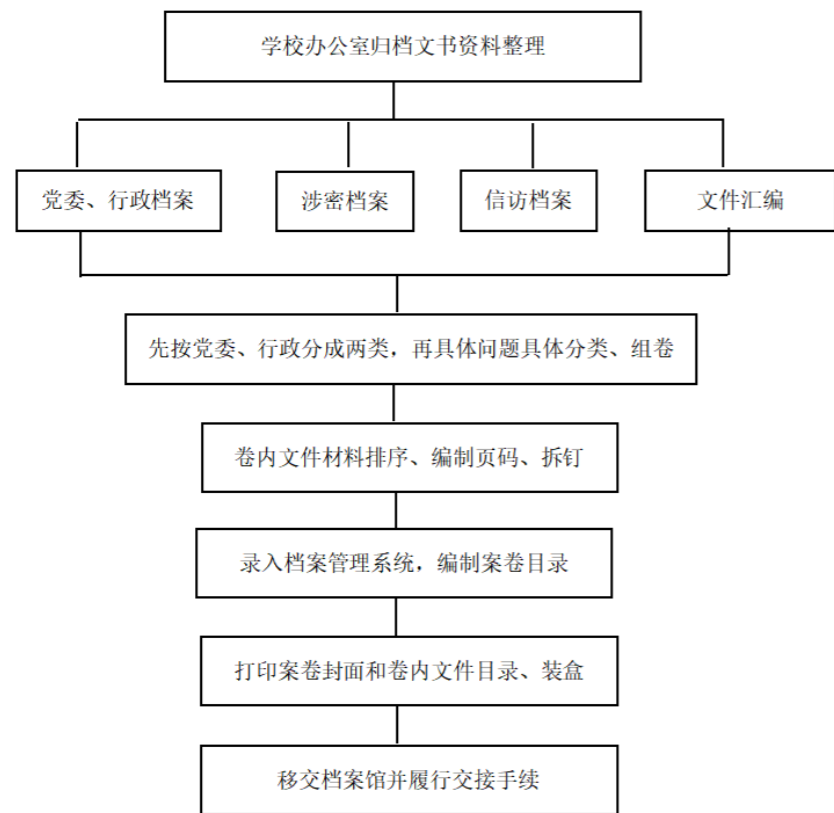 学校办公室归档文书资料整理
党委、行政档案
涉密档案
信访档案
文件汇编
先按党委、行政分成两类，再具体问题具体分类、组卷
卷内文件材料排序、编制页码、拆钉
录入档案管理系统，编制案卷目录
打印案卷封面和卷内文件目录、装盒
移交档案馆并履行交接手续